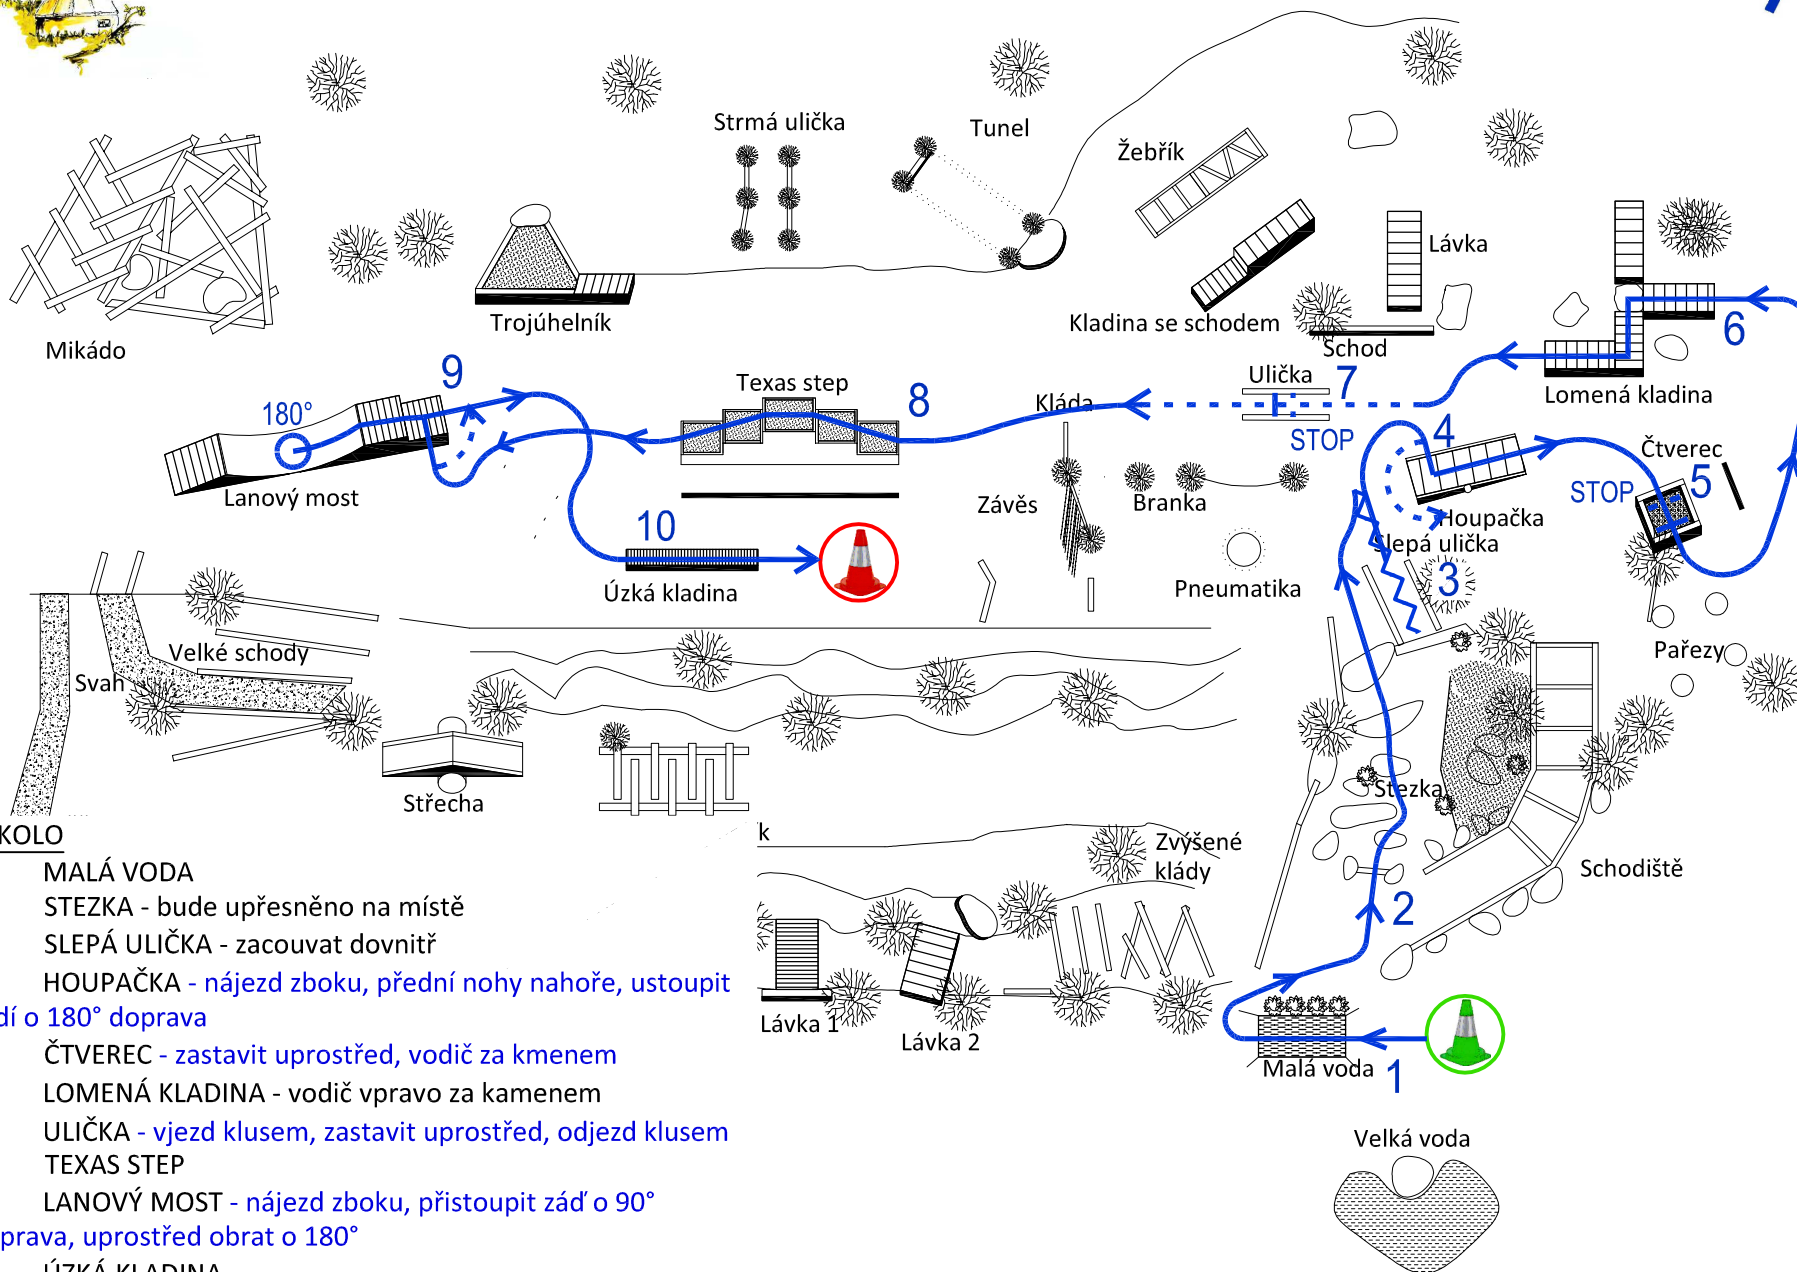 Strmá ulička
Tunel
Žebřík
Lávka
Mikádo
Trojúhelník
Kladina se schodem
Schod
6
Lomená kladina
9
180°
Texas step
8
Kláda
Ulička
7
STOP
4
Čtverec
STOP
5
Lanový most
Závěs
Branka
Houpačka
Slepá ulička
3
10
Úzká kladina
Pneumatika
Velké schody
Svah
Pařezy
Střecha
Stezka
Schodiště
Zvýšené
klády
k
2
Lávka 1
Lávka 2
Malá voda
1
Velká voda
KOLO
MALÁ VODA
STEZKA - bude upřesněno na místě
SLEPÁ ULIČKA - zacouvat dovnitř
HOUPAČKA - nájezd zboku, přední nohy nahoře, ustoupit
dí o 180° doprava
ČTVEREC - zastavit uprostřed, vodič za kmenem
LOMENÁ KLADINA - vodič vpravo za kamenem
ULIČKA - vjezd klusem, zastavit uprostřed, odjezd klusem
TEXAS STEP
LANOVÝ MOST - nájezd zboku, přistoupit záď o 90°
prava, uprostřed obrat o 180°
ÚZKÁ KLADINA